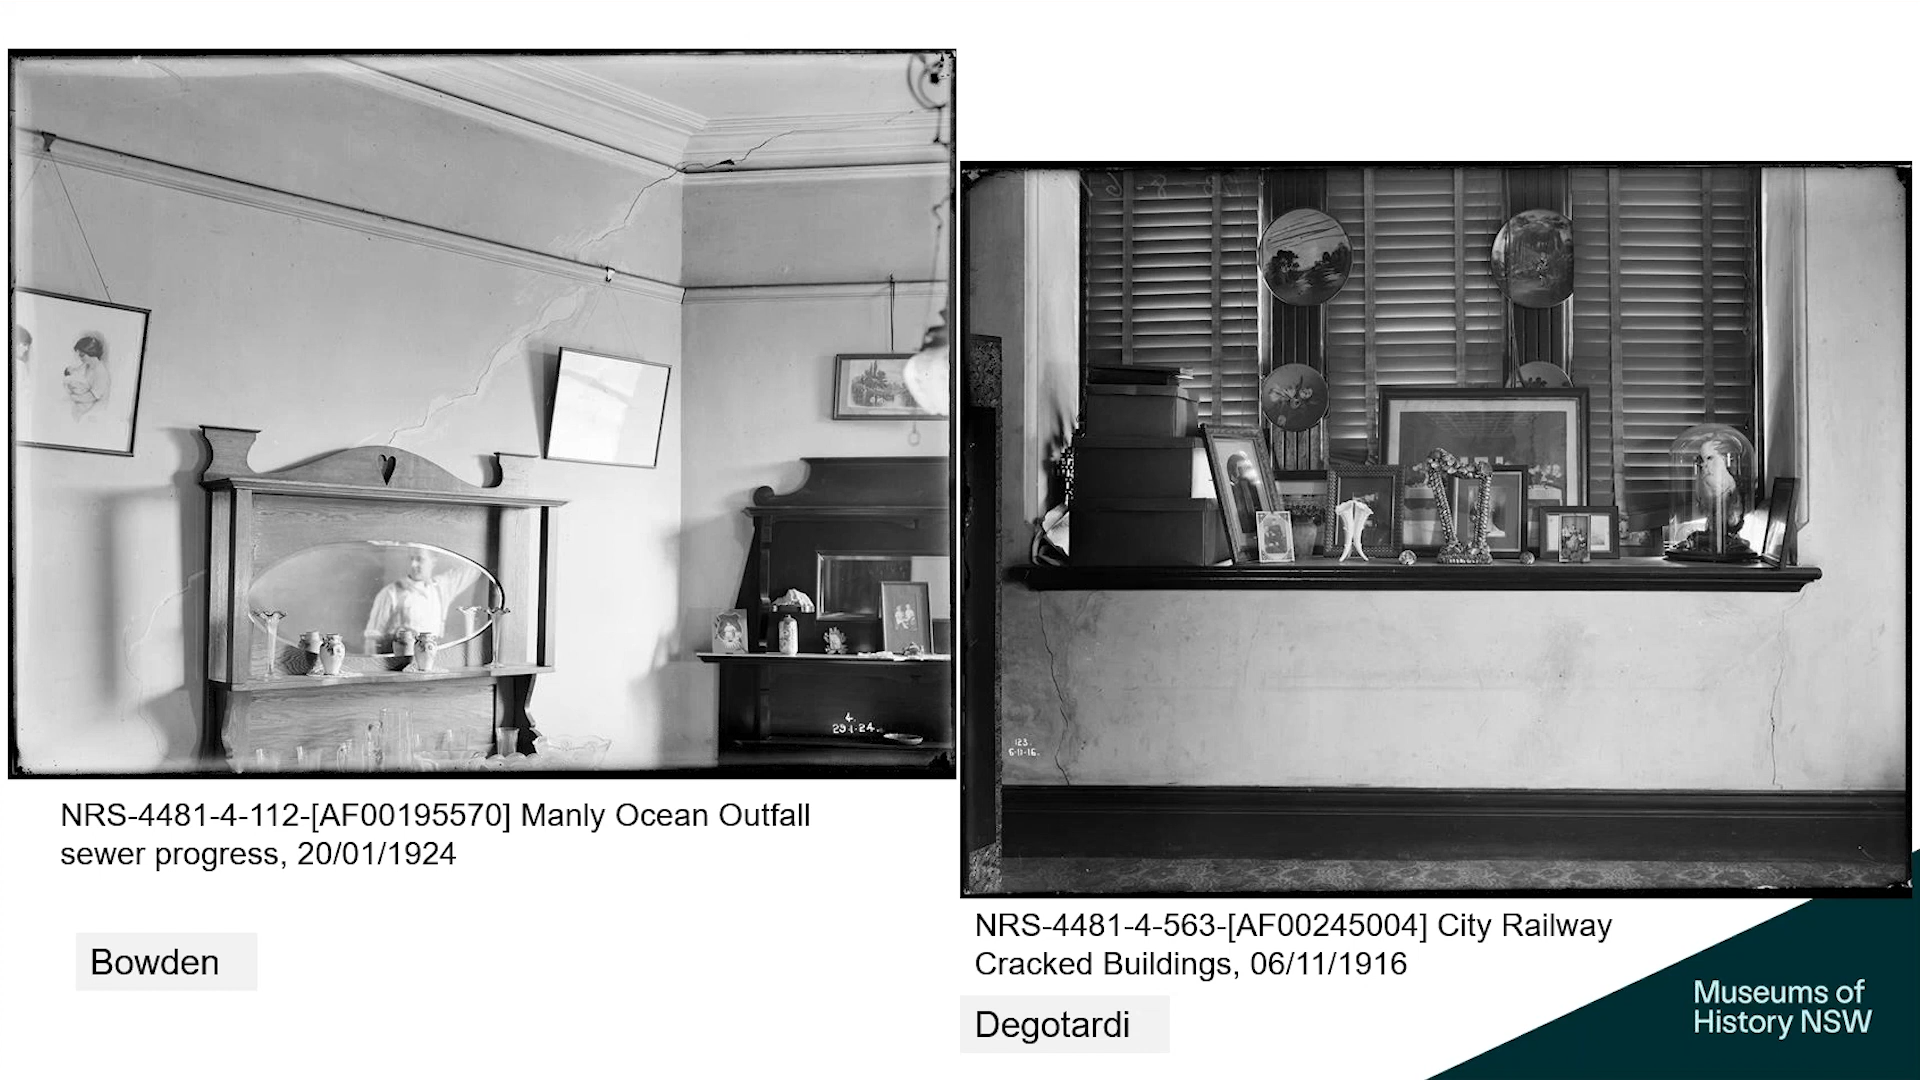 4.
29-1-24.
NRS-4481-4-112-[AF00195570] Manly Ocean Outfall
sewer progress, 20/01/1924
Bowden
123.
6-11-16.
NRS-4481-4-563-[AF00245004] City Railway
Cracked Buildings, 06/11/1916
Degotardi
Museums of
History NSW